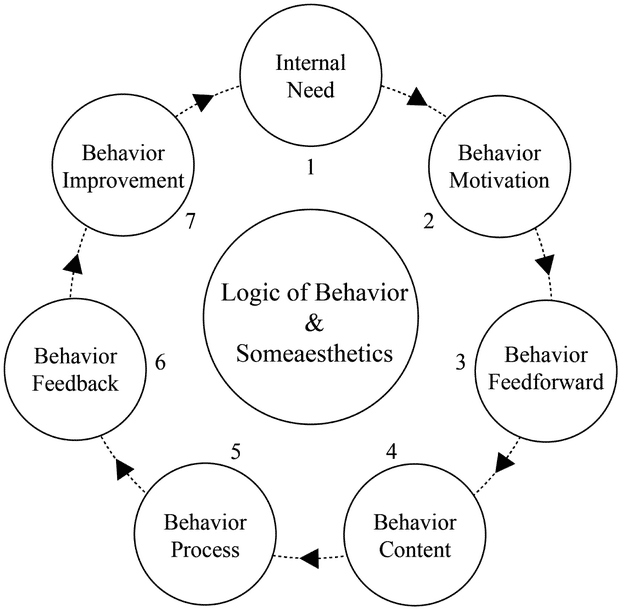 Internal
Need
1
Behavior
Motivation
2
Behavior
Feedforward
3
Behavior
Content
4
Behavior
Process
5
Behavior
Feedback
6
Behavior
Improvement
7
Logic of Behavior
&
Someaesthetics